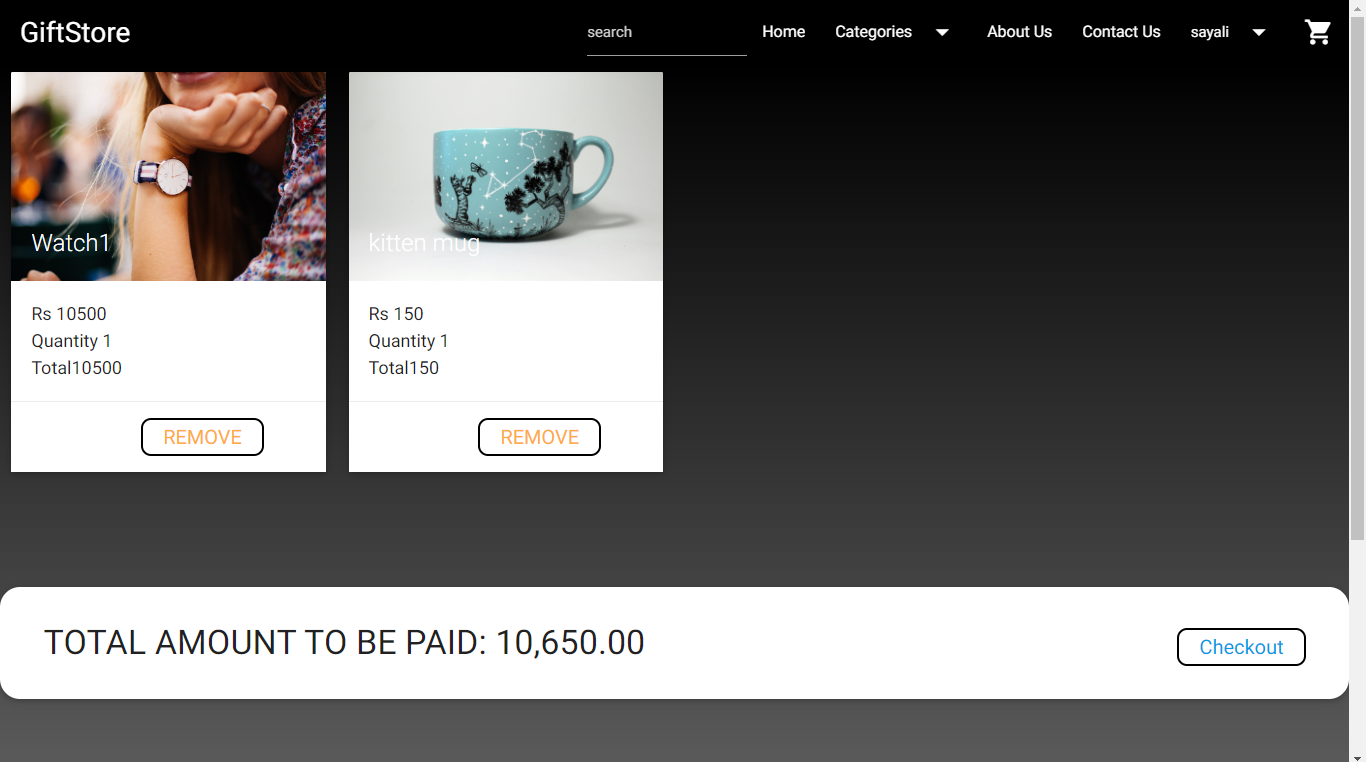 GiftStore search Home Categories About Us Contact Us sayali
Watch1
Rs 10500
Quantity 1
Total10500
REMOVE
kitten mug
Rs 150
Quantity 1
Total150
REMOVE
TOTAL AMOUNT TO BE PAID: 10,650.00
Checkout